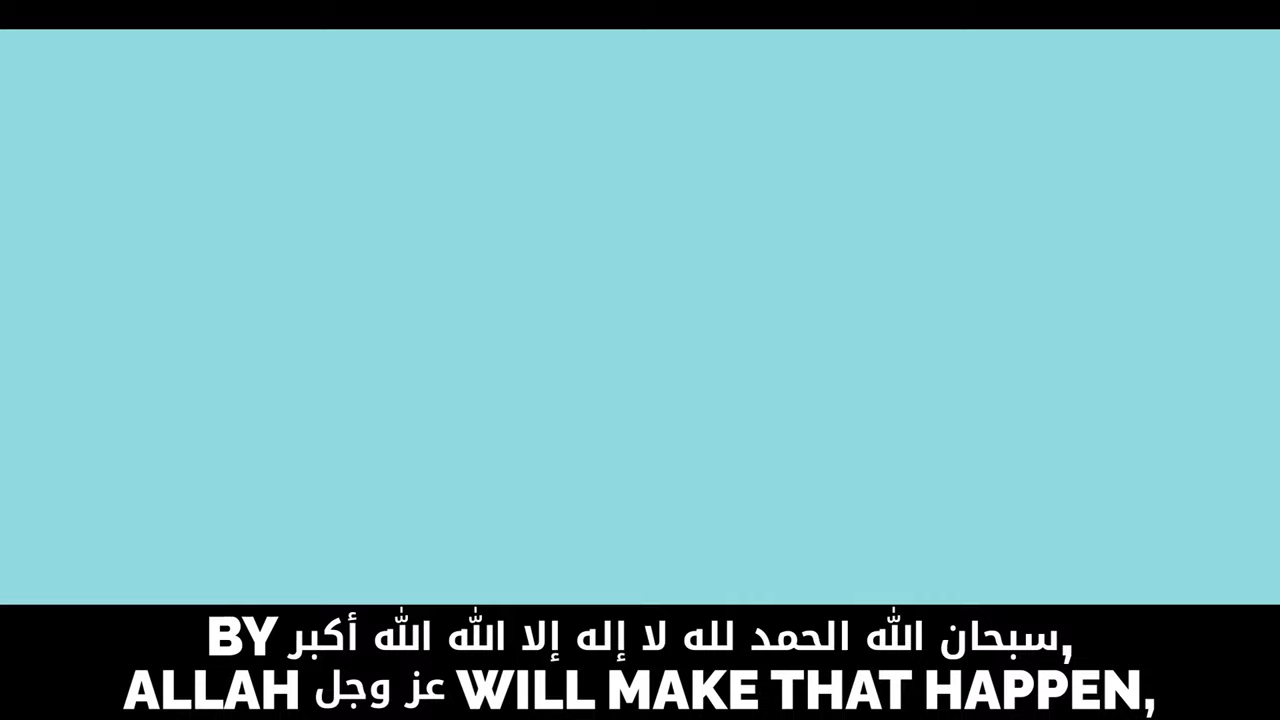 BY سبحان الله الحمد لله لا إله إلا الله الله أكبر,
ALLAH عز وجل WILL MAKE THAT HAPPEN,